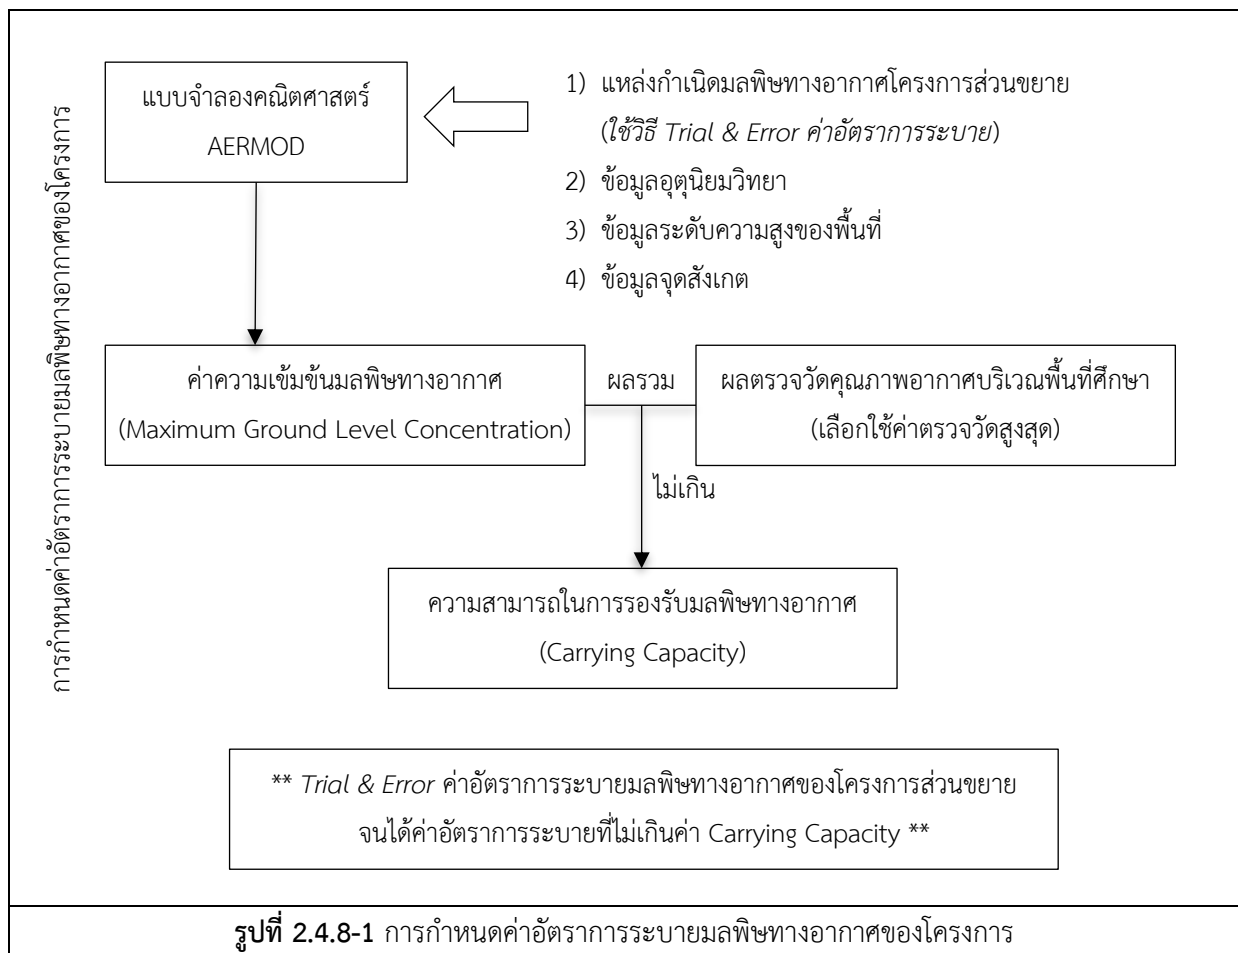 การกำหนดค่าอัตราการระบายมลพิษทางอากาศของโครงการ
แบบจำลองคณิตศาสตร์
AERMOD
1) แหล่งกำเนิดมลพิษทางอากาศโครงการส่วนขยาย
(ใช้วิธี Trial & Error ค่าอัตราการระบาย)
2) ข้อมูลอุตุนิยมวิทยา
3) ข้อมูลระดับความสูงของพื้นที่
4) ข้อมูลจุดสังเกต
ค่าความเข้มข้นมลพิษทางอากาศ
(Maximum Ground Level Concentration)
ผลรวม
ผลตรวจวัดคุณภาพอากาศบริเวณพื้นที่ศึกษา
(เลือกใช้ค่าตรวจวัดสูงสุด)
ไม่เกิน
ความสามารถในการรองรับมลพิษทางอากาศ
(Carrying Capacity)
** Trial & Error ค่าอัตราการระบายมลพิษทางอากาศของโครงการส่วนขยาย
จนได้ค่าอัตราการระบายที่ไม่เกินค่า Carrying Capacity **
รูปที่ 2.4.8-1 การกำหนดค่าอัตราการระบายมลพิษทางอากาศของโครงการ